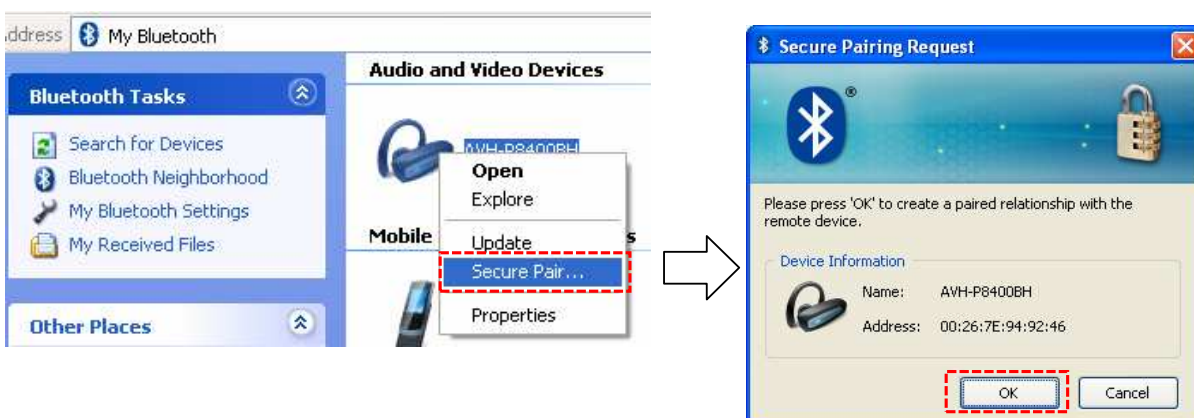 Address My Bluetooth
Bluetooth Tasks
Search for Devices
Bluetooth Neighborhood
My Bluetooth Settings
My Received Files
Other Places
Audio and Video Devices
AVH-P8400BH
Open
Explore
Mobile
Update
Secure Pair...
Properties
Secure Pairing Request
®
Please press 'OK' to create a paired relationship with the
remote device.
Device Information
Name: AVH-P8400BH
Address: 00:26:7E:94:92:46
OK Cancel